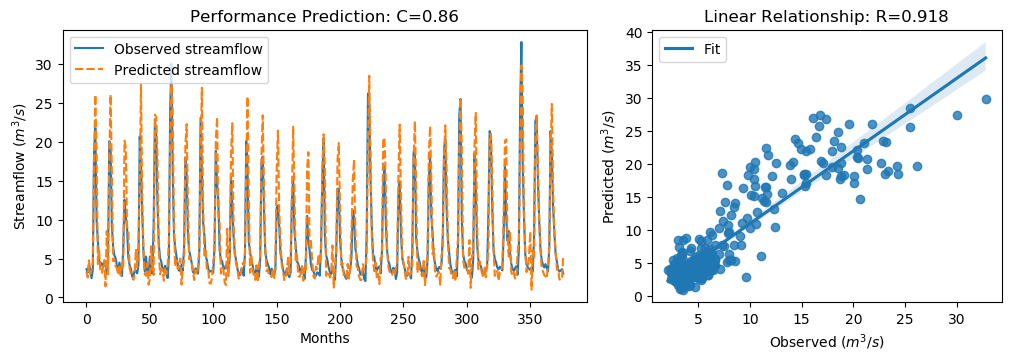 Performance Prediction: C=0.86
Observed streamflow
Predicted streamflow
Streamflow (m³/s)
30
25
20
15
10
5
0
0 50 100 150 200 250 300 350
Months
Linear Relationship: R=0.918
Fit
Predicted (m³/s)
40
35
30
25
20
15
10
5
0
5 10 15 20 25 30
Observed (m³/s)